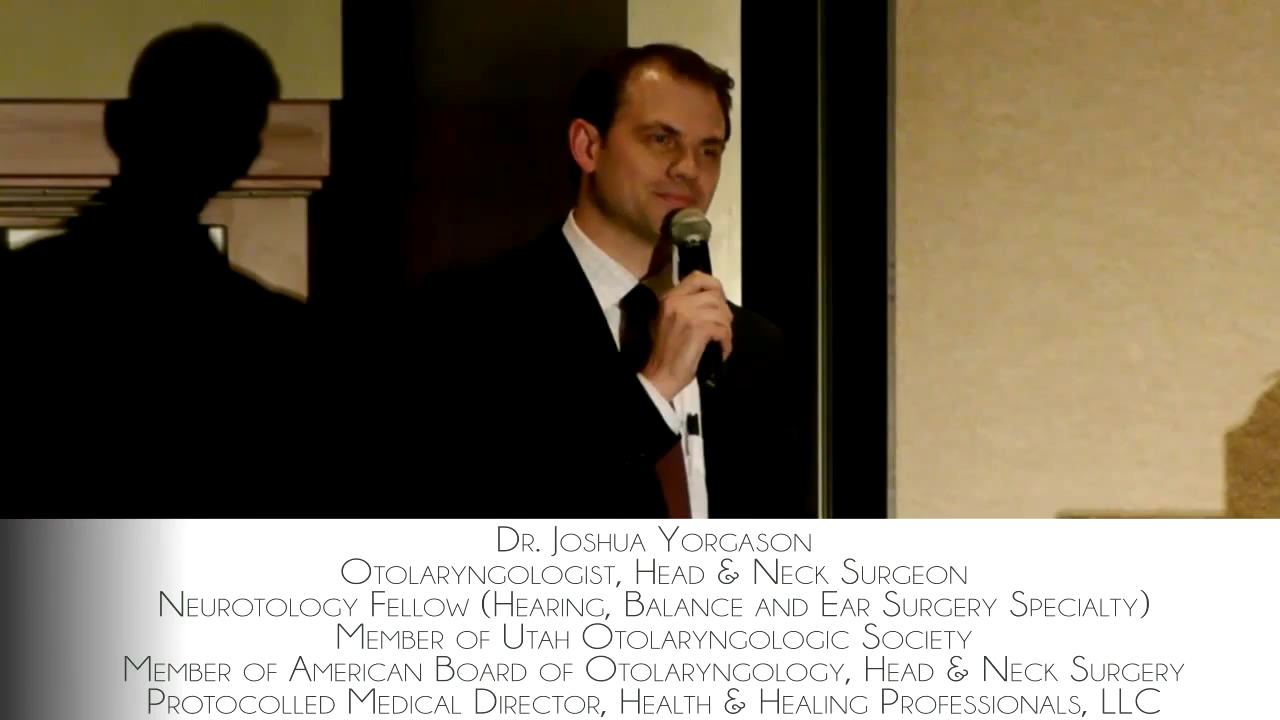 Dr. Joshua Yorgason
Otolaryngologist, Head & Neck Surgeon
Neurotology Fellow (Hearing, Balance and Ear Surgery Specialty)
Member of Utah Otolaryngologic Society
Member of American Board of Otolaryngology, Head & Neck Surgery
Protocolled Medical Director, Health & Healing Professionals, LLC